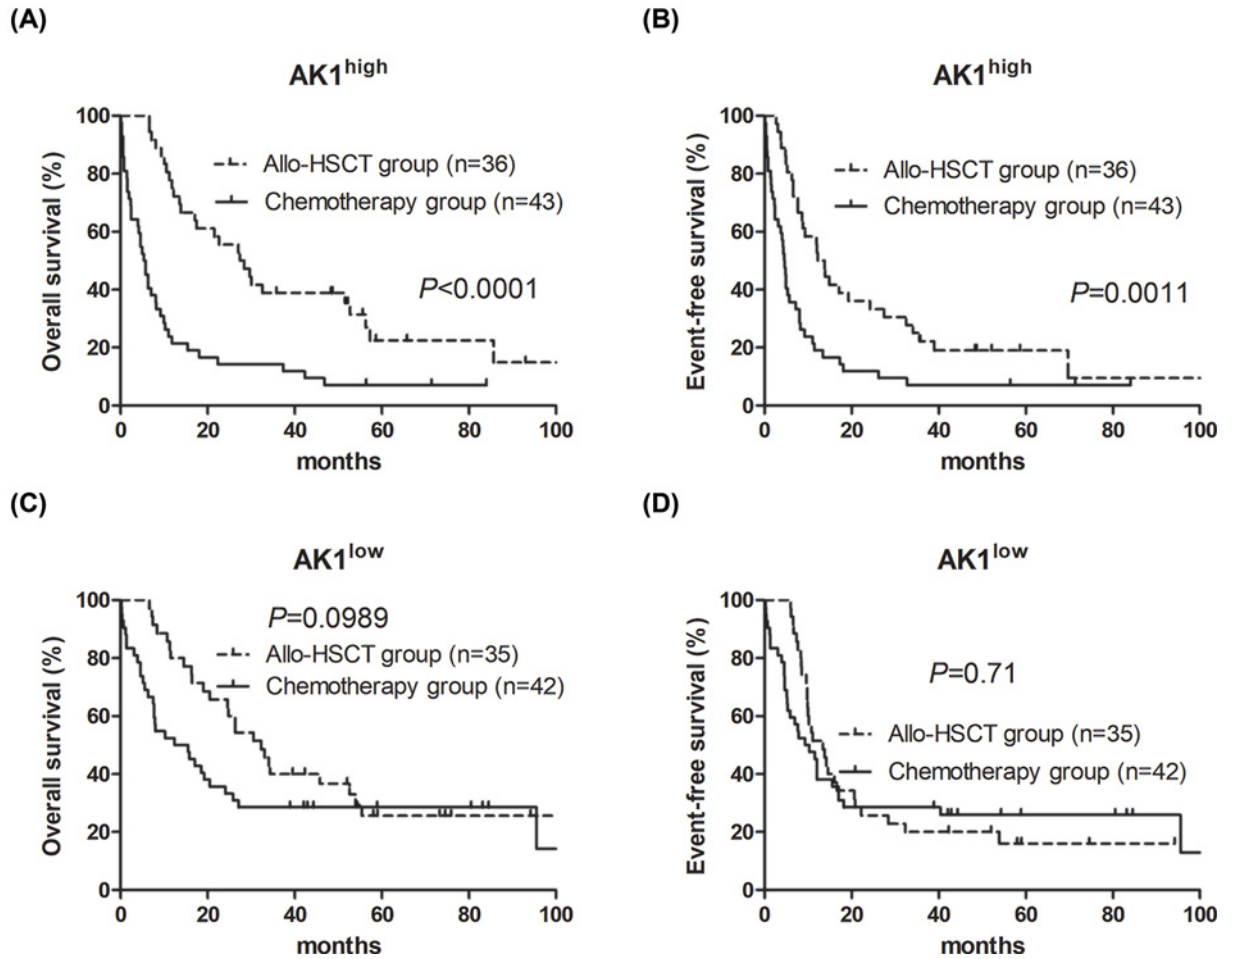 (A)
AK1high
Overall survival (%)
100
80
60
40
20
0
Allo-HSCT group (n=36)
Chemotherapy group (n=43)
P<0.0001
0 20 40 60 80 100
months
(B)
AK1high
Event-free survival (%)
100
80
60
40
20
0
Allo-HSCT group (n=36)
Chemotherapy group (n=43)
P=0.0011
0 20 40 60 80 100
months
(C)
AK1low
Overall survival (%)
100
80
60
40
20
0
P=0.0989
Allo-HSCT group (n=35)
Chemotherapy group (n=42)
0 20 40 60 80 100
months
(D)
AK1low
Event-free survival (%)
100
80
60
40
20
0
P=0.71
Allo-HSCT group (n=35)
Chemotherapy group (n=42)
0 20 40 60 80 100
months